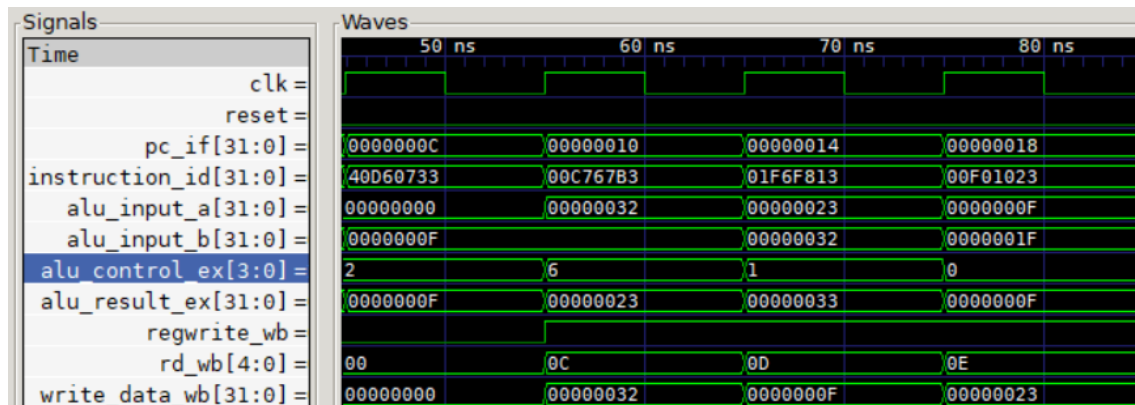 Signals Waves
Time 50 ns 60 ns 70 ns 80 ns
clk =
reset =
pc_if[31:0] = 0000000C 00000010 00000014 00000018
instruction_id[31:0] = 40D60733 00C767B3 01F6F813 00F01023
alu_input_a[31:0] = 00000000 00000032 00000023 0000000F
alu_input_b[31:0] = 0000000F 00000032 0000001F
alu_control_ex[3:0] = 2 6 1 0
alu_result_ex[31:0] = 0000000F 00000023 00000033 0000000F
regwrite_wb =
rd_wb[4:0] = 00 0C 0D 0E
write_data_wb[31:0] = 00000000 00000032 0000000F 00000023